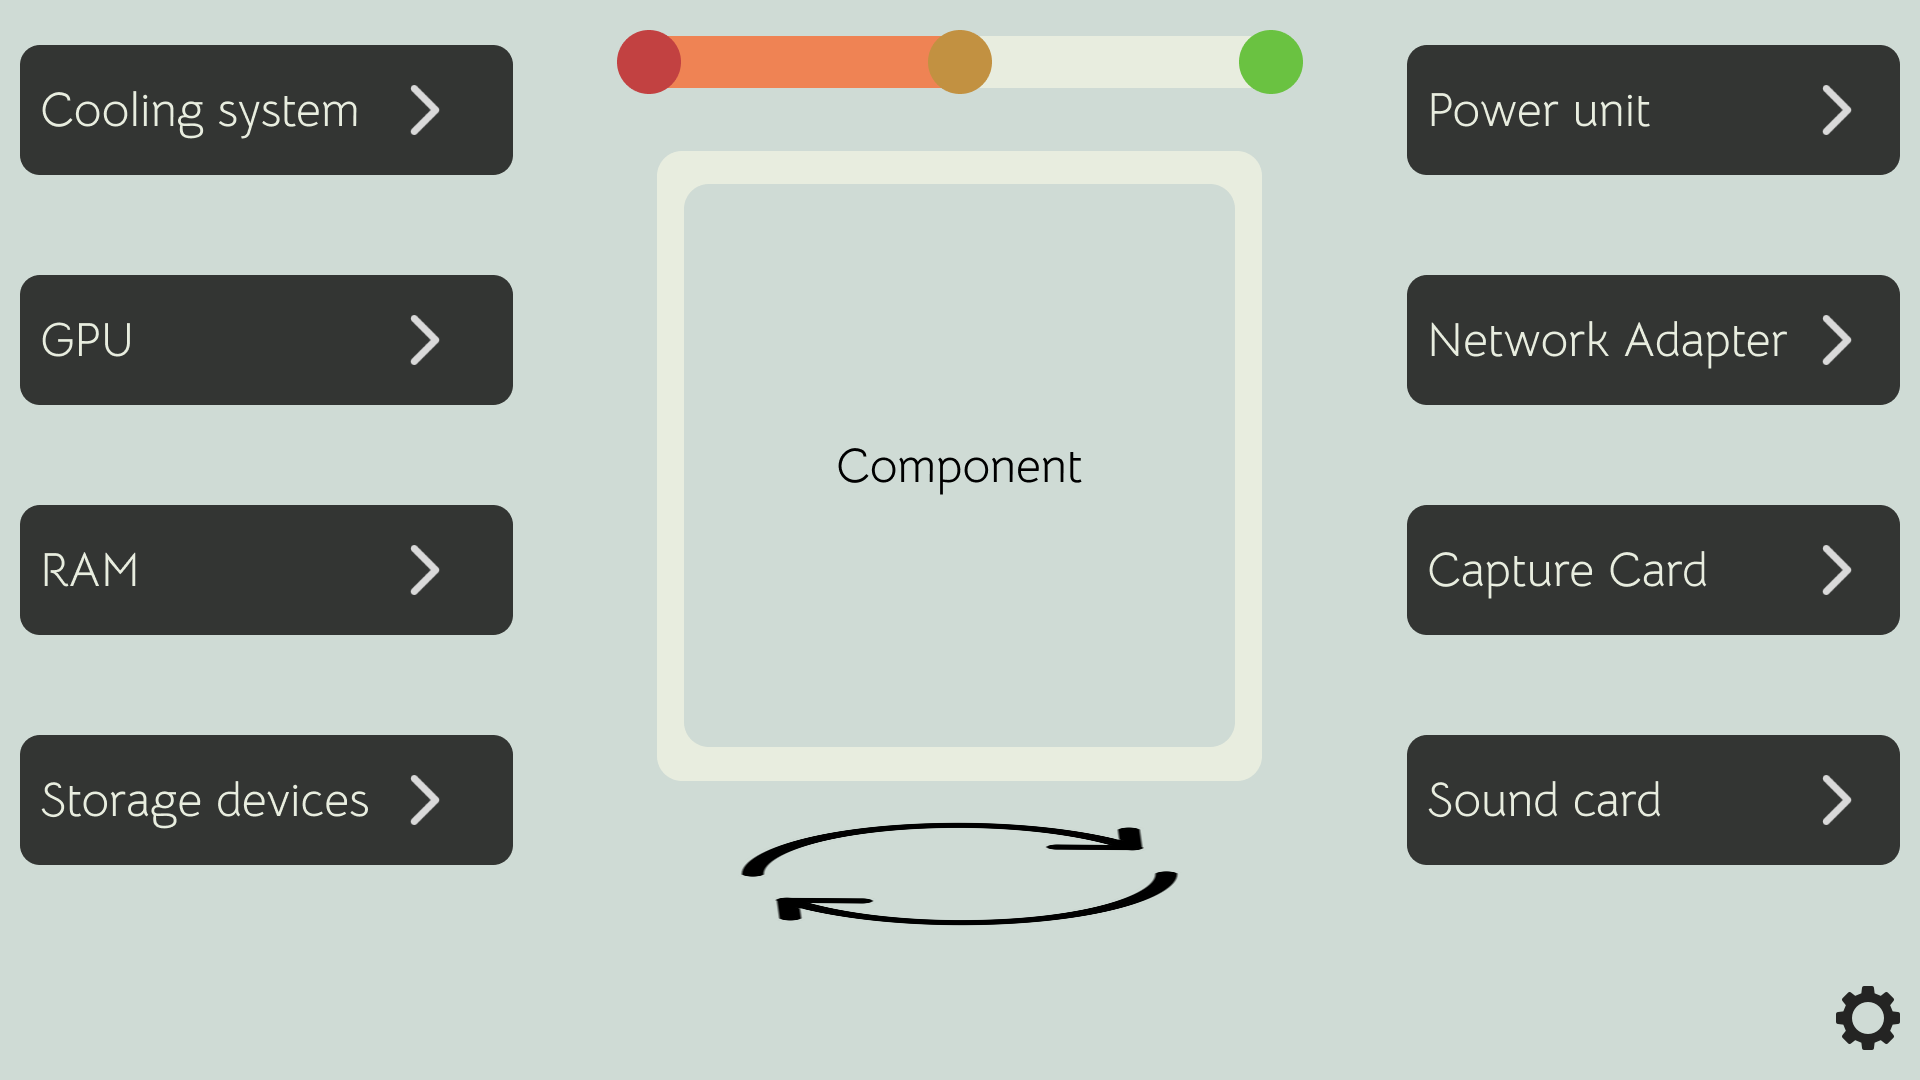 Cooling system
GPU
RAM
Storage devices
Component
Power unit
Network Adapter
Capture Card
Sound card